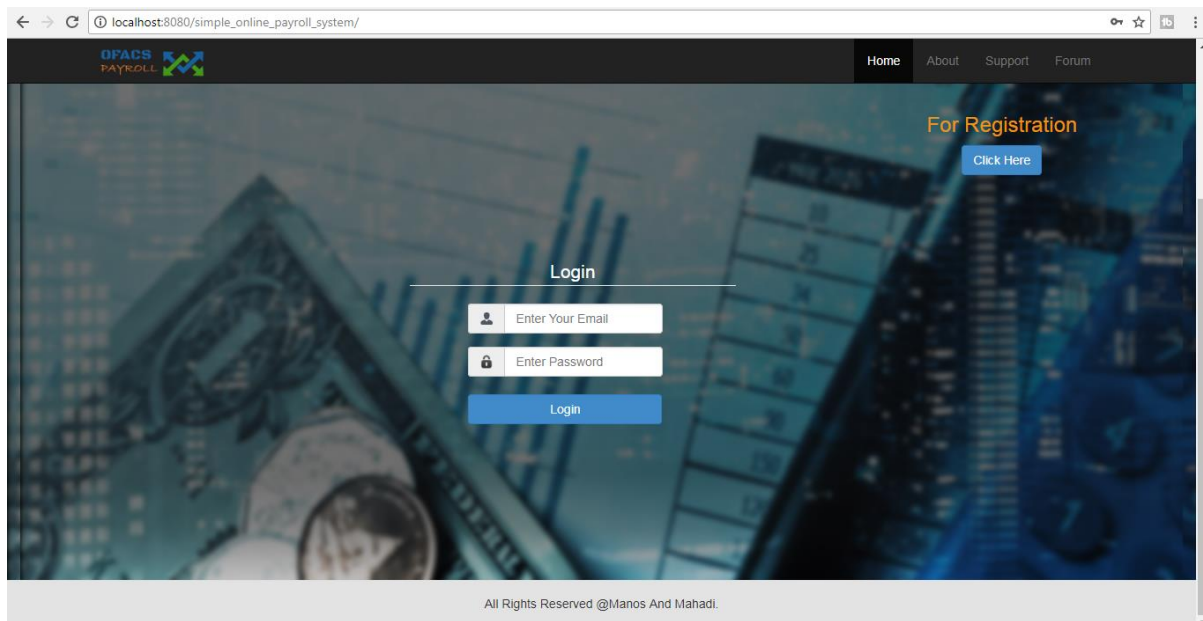 localhost:8080/simple_online_payroll_system/
OFACS
PAYROLL
Home About Support Forum
For Registration
Click Here
Login
Enter Your Email
Enter Password
Login
All Rights Reserved @Manos And Mahadi.